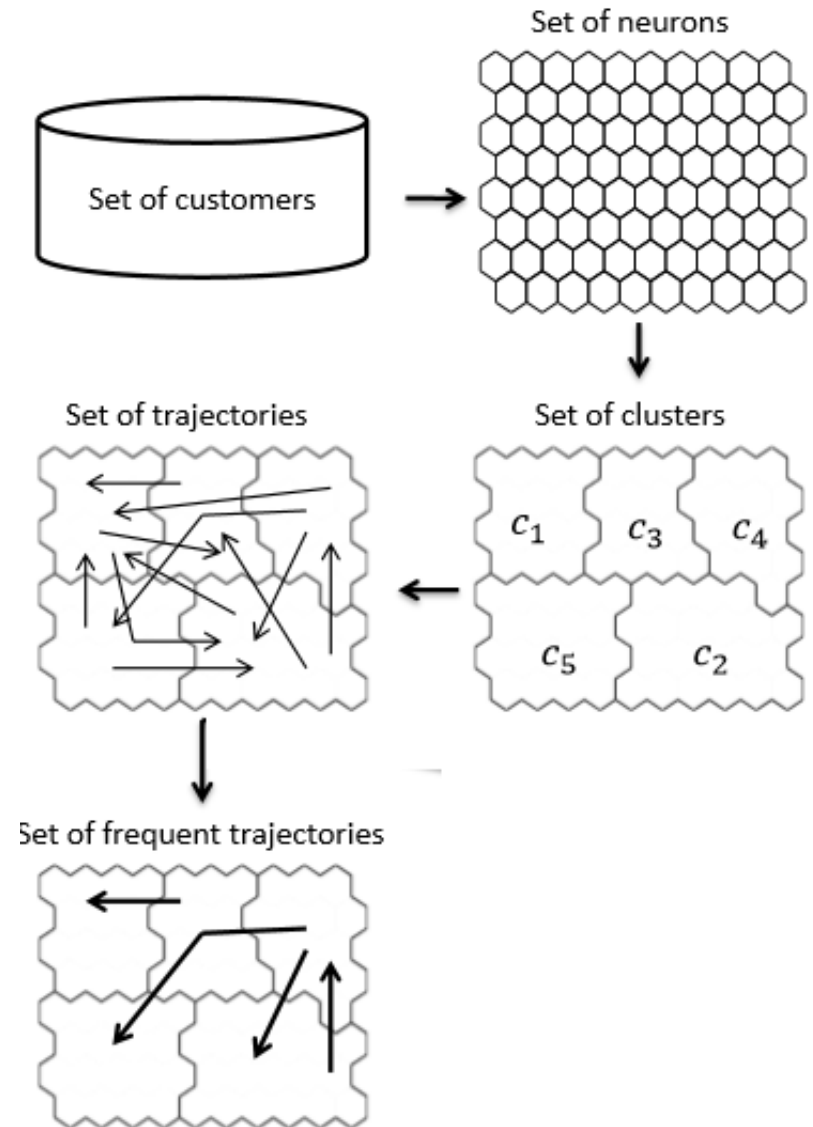 Set of neurons
Set of customers
Set of trajectories
Set of clusters
c₁
c₃
c₄
c₅
c₂
Set of frequent trajectories